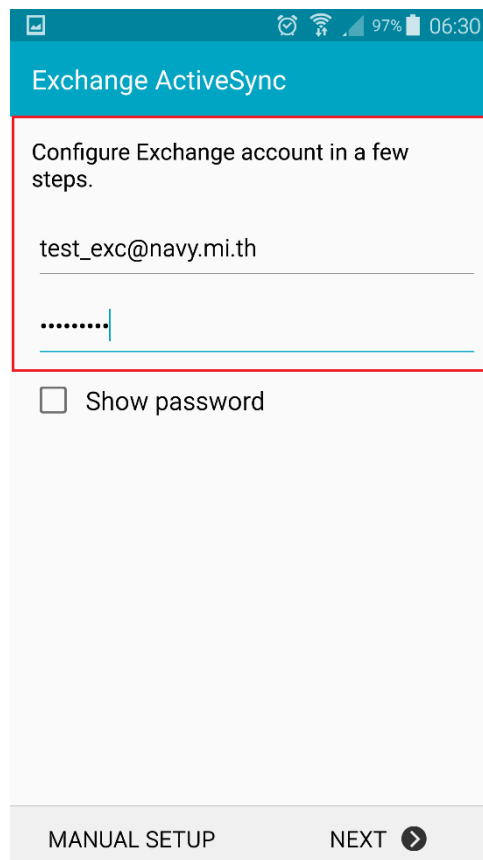 97% 06:30
Exchange ActiveSync
Configure Exchange account in a few
steps.
test_exc@navy.mi.th
•••••••••
Show password
MANUAL SETUP NEXT